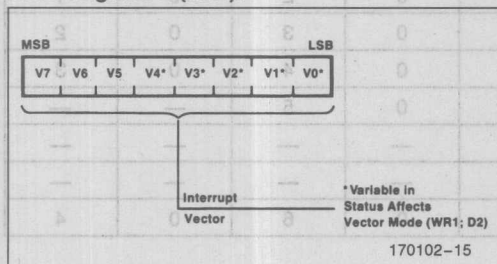 MSB LSB
V7 V6 V5 V4* V3* V2* V1* V0*
Interrupt
Vector
*Variable in
Status Affects
Vector Mode (WR1; D2)
170102-15